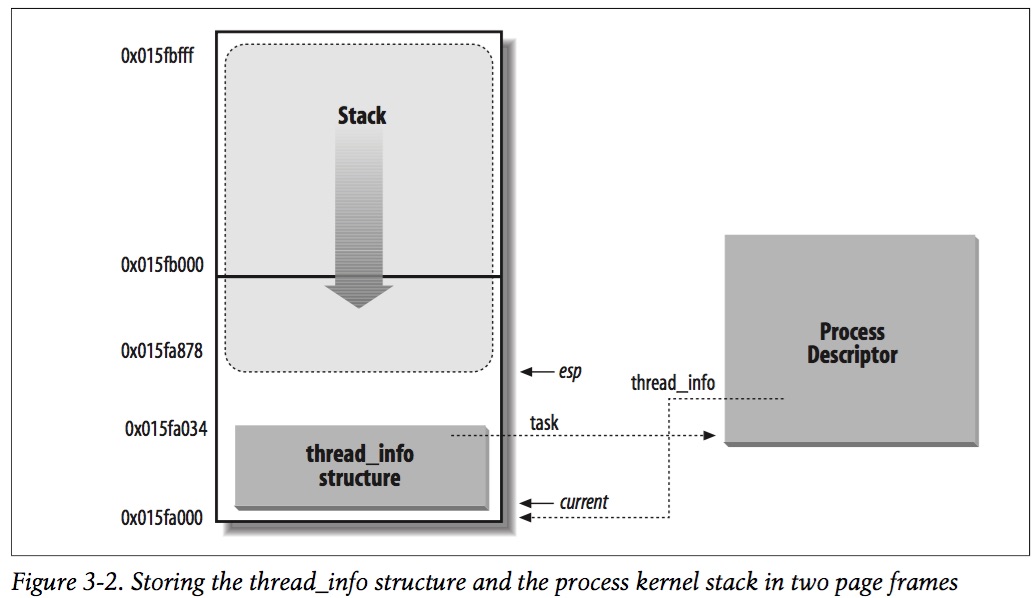 0x015fbfff
Stack
0x015fb000
0x015fa878
esp
Process
Descriptor
thread_info
task
0x015fa034
thread_info
structure
current
0x015fa000
Figure 3-2. Storing the thread_info structure and the process kernel stack in two page frames